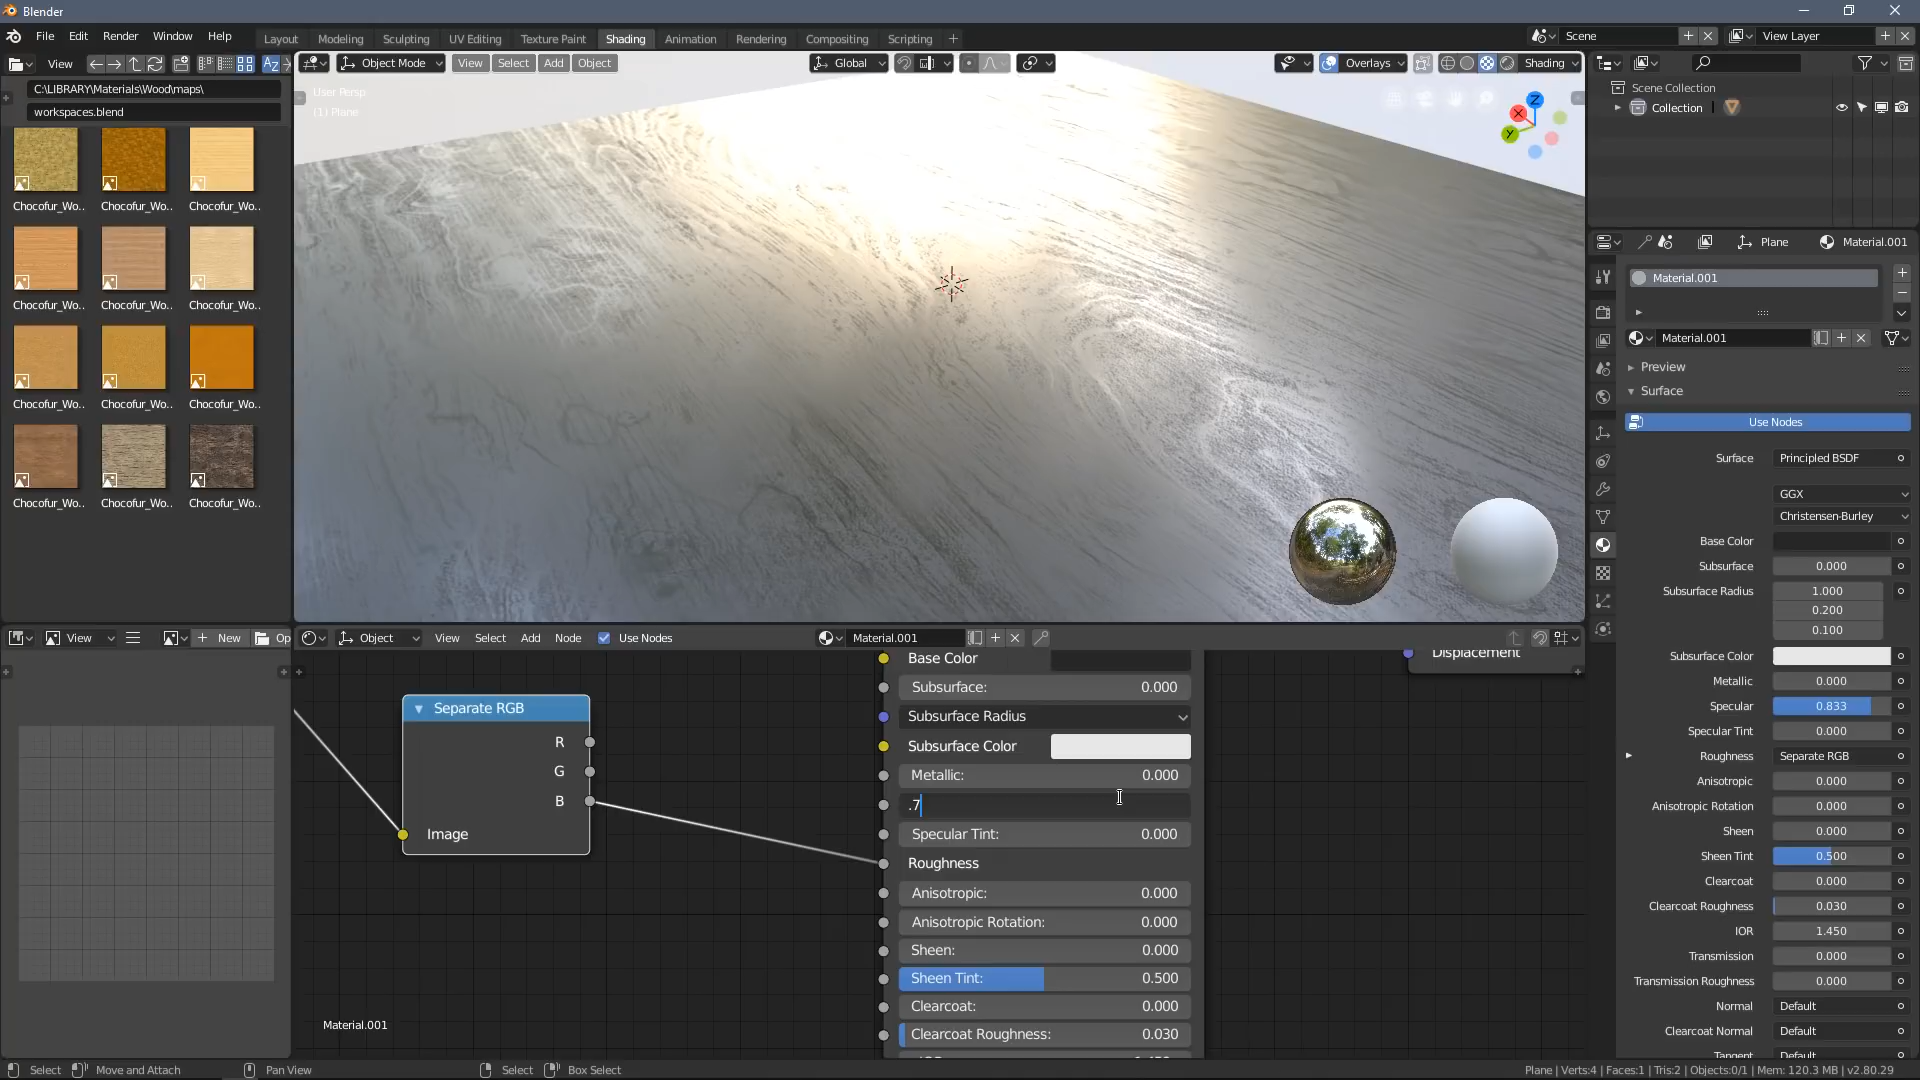 Blender
File Edit Render Window Help
Layout Modeling Sculpting UV Editing Texture Paint Shading Animation Rendering Compositing Scripting +
Scene
View Layer
View
Object Mode
View Select Add Object
Global
Overlays
Shading
C:\LIBRARY\Materials\Wood\maps\
workspaces.blend
Chocofur_Wo.. Chocofur_Wo.. Chocofur_Wo..
Chocofur_Wo.. Chocofur_Wo.. Chocofur_Wo..
Chocofur_Wo.. Chocofur_Wo.. Chocofur_Wo..
Chocofur_Wo.. Chocofur_Wo.. Chocofur_Wo..
User Persp
(1) Plane
Z
X
Y
Scene Collection
Collection
Plane Material.001
Material.001
Material.001
Preview
Surface
Use Nodes
Surface Principled BSDF
GGX
Christensen-Burley
Base Color
Subsurface 0.000
Subsurface Radius 1.000
0.200
0.100
Subsurface Color
Metallic 0.000
Specular 0.833
Specular Tint 0.000
Roughness Separate RGB
Anisotropic 0.000
Anisotropic Rotation 0.000
Sheen 0.000
Sheen Tint 0.500
Clearcoat 0.000
Clearcoat Roughness 0.030
IOR 1.450
Transmission 0.000
Transmission Roughness 0.000
Normal Default
Clearcoat Normal Default
Tangent Default
View New Op
Object View Select Add Node Use Nodes Material.001
Separate RGB
R
G
B
Image
Base Color
Subsurface: 0.000
Subsurface Radius
Subsurface Color
Metallic: 0.000
.7
Specular Tint: 0.000
Roughness
Anisotropic: 0.000
Anisotropic Rotation: 0.000
Sheen: 0.000
Sheen Tint: 0.500
Clearcoat: 0.000
Clearcoat Roughness: 0.030
Displacement
Material.001
Select Move and Attach Pan View Select Box Select
Plane | Verts:4 | Faces:1 | Tris:2 | Objects:0/1 | Mem: 120.3 MB | v2.80.29